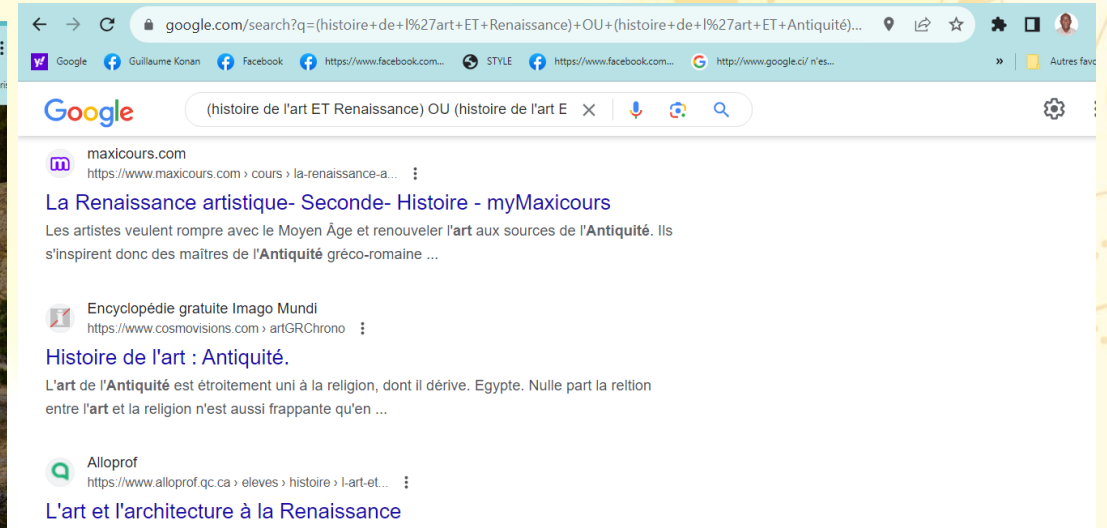 google.com/search?q=(histoire+de+l%27art+ET+Renaissance)+OU+(histoire+de+l%27art+ET+Antiquité)...
Google Guillaume Konan Facebook https://www.facebook.com... STYLE https://www.facebook.com... http://www.google.ci/ n'es... » Autres favo
Google (histoire de l'art ET Renaissance) OU (histoire de l'art E
maxicours.com
https://www.maxicours.com › cours › la-renaissance-a...
La Renaissance artistique- Seconde- Histoire - myMaxicours
Les artistes veulent rompre avec le Moyen Âge et renouveler l'art aux sources de l'Antiquité. Ils
s'inspirent donc des maîtres de l'Antiquité gréco-romaine ...
Encyclopédie gratuite Imago Mundi
https://www.cosmovisions.com › artGRChrono
Histoire de l'art : Antiquité.
L'art de l'Antiquité est étroitement uni à la religion, dont il dérive. Egypte. Nulle part la reltion
entre l'art et la religion n'est aussi frappante qu'en ...
Alloprof
https://www.alloprof.qc.ca › eleves › histoire › l-art-et...
L'art et l'architecture à la Renaissance